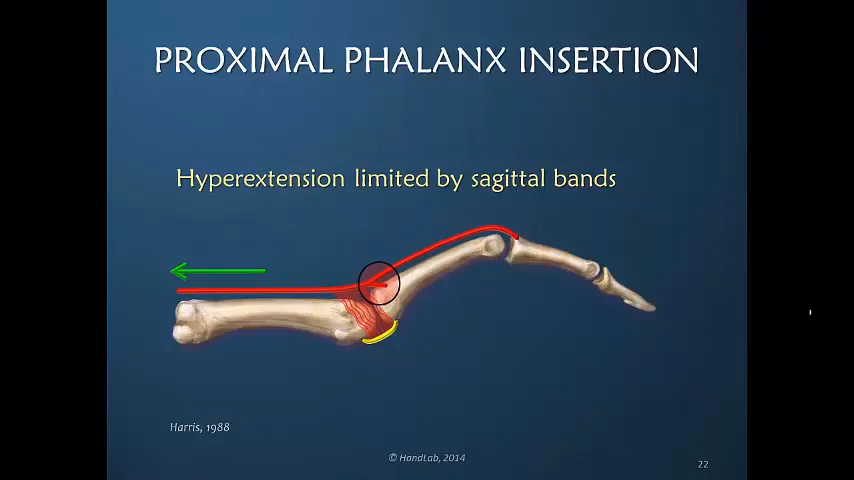 PROXIMAL PHALANX INSERTION
Hyperextension limited by sagittal bands
Harris, 1988
© HandLab, 2014
22